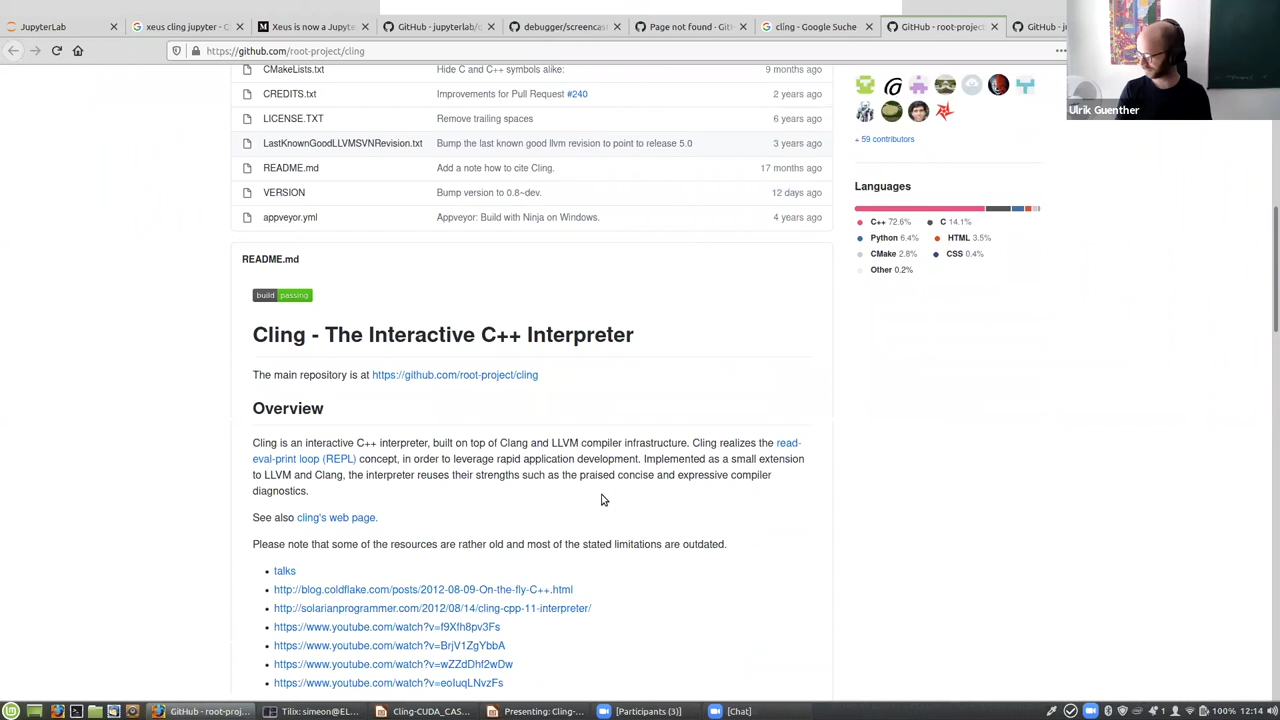 JupyterLab
xeus cling jupyter - G
Xeus is now a Jupyte
GitHub - jupyterlab/d
debugger/screencas
Page not found · Git
clîng - Google Suche
GitHub - root-projec
GitHub - ju
https://github.com/root-project/cling
Ulrik Guenther
CMakeLists.txt Hide C and C++ symbols alike: 9 months ago
CREDITS.txt Improvements for Pull Request #240 2 years ago
LICENSE.TXT Remove trailing spaces 6 years ago
LastKnownGoodLLVMSVNRevision.txt Bump the last known good llvm revision to point to release 5.0 3 years ago
README.md Add a note how to cite Cling. 17 months ago
VERSION Bump version to 0.8~dev. 12 days ago
appveyor.yml Appveyor: Build with Ninja on Windows. 4 years ago
+ 59 contributors
Languages
C++ 72.6% C 14.1%
Python 6.4% HTML 3.5%
CMake 2.8% CSS 0.4%
Other 0.2%
README.md
build passing
Cling - The Interactive C++ Interpreter
The main repository is at https://github.com/root-project/cling
Overview
Cling is an interactive C++ interpreter, built on top of Clang and LLVM compiler infrastructure. Cling realizes the read-
eval-print loop (REPL) concept, in order to leverage rapid application development. Implemented as a small extension
to LLVM and Clang, the interpreter reuses their strengths such as the praised concise and expressive compiler
diagnostics.
See also cling's web page.
Please note that some of the resources are rather old and most of the stated limitations are outdated.
• talks
• http://blog.coldflake.com/posts/2012-08-09-On-the-fly-C++.html
• http://solarianprogrammer.com/2012/08/14/cling-cpp-11-interpreter/
• https://www.youtube.com/watch?v=f9Xfh8pv3Fs
• https://www.youtube.com/watch?v=BrjV1ZgYbbA
• https://www.youtube.com/watch?v=wZZdDhf2wDw
• https://www.youtube.com/watch?v=eoIuqLNvzFs
GitHub - root-proj...
Tilix: simeon@EL...
Cling-CUDA_CAS...
Presenting: Cling-...
[Participants (3)]
[Chat]
1
100%
12:14